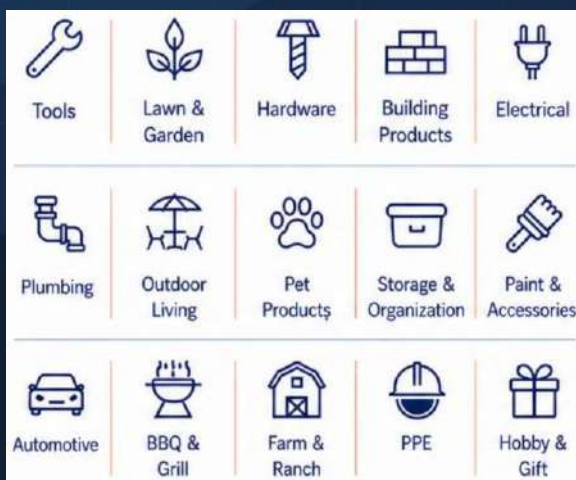 Tools
Lawn &
Garden
Hardware
Building
Products
Electrical
Plumbing
Outdoor
Living
Pet
Products
Storage &
Organization
Paint &
Accessories
Automotive
BBQ &
Grill
Farm &
Ranch
PPE
Hobby &
Gift